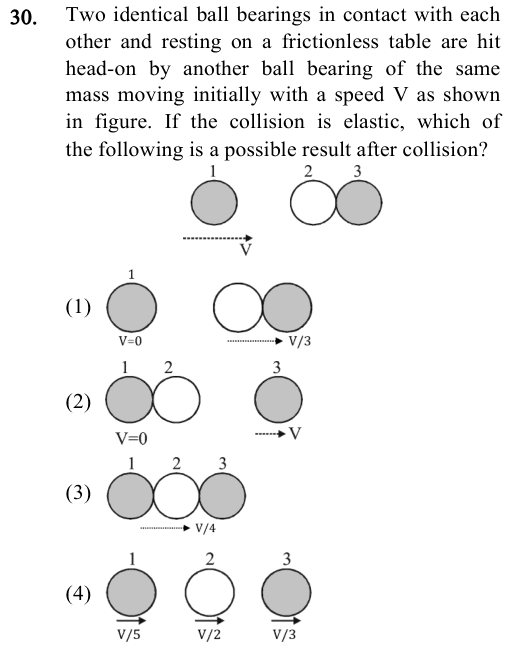 30. Two identical ball bearings in contact with each
other and resting on a frictionless table are hit
head-on by another ball bearing of the same
mass moving initially with a speed V as shown
in figure. If the collision is elastic, which of
the following is a possible result after collision?
1 2 3
V
1
(1)
V=0 V/3
1 2 3
(2)
V=0 V
1 2 3
(3)
V/4
1 2 3
(4)
V/5 V/2 V/3